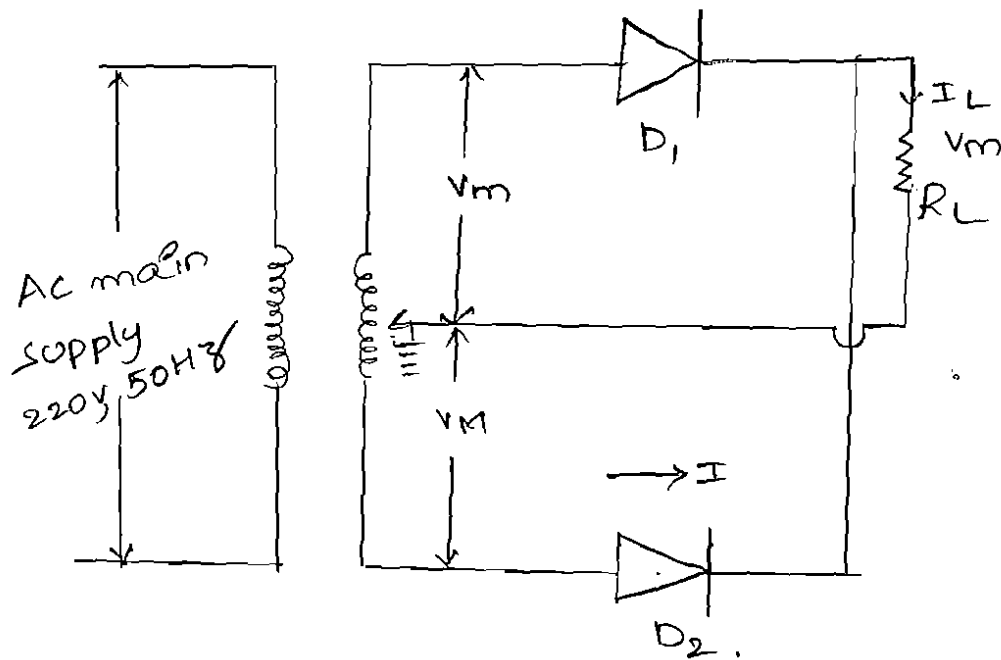 D1
IL
Vm
RL
Vm
AC main
supply
220V, 50Hz
VM
I
D2.